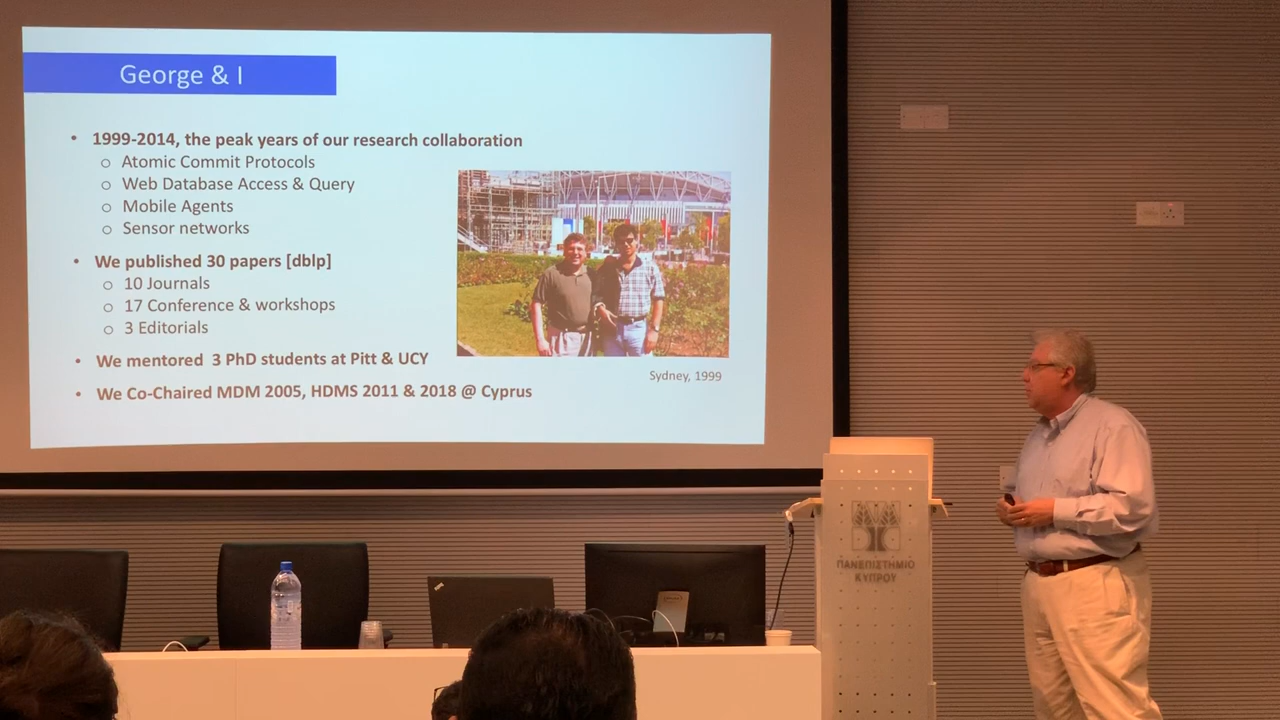 George & I
• 1999-2014, the peak years of our research collaboration
o Atomic Commit Protocols
o Web Database Access & Query
o Mobile Agents
o Sensor networks
• We published 30 papers [dblp]
o 10 Journals
o 17 Conference & workshops
o 3 Editorials
• We mentored 3 PhD students at Pitt & UCY
• We Co-Chaired MDM 2005, HDMS 2011 & 2018 @ Cyprus
Sydney, 1999
ΠΑΝΕΠΙΣΤΗΜΙΟ
ΚΥΠΡΟΥ